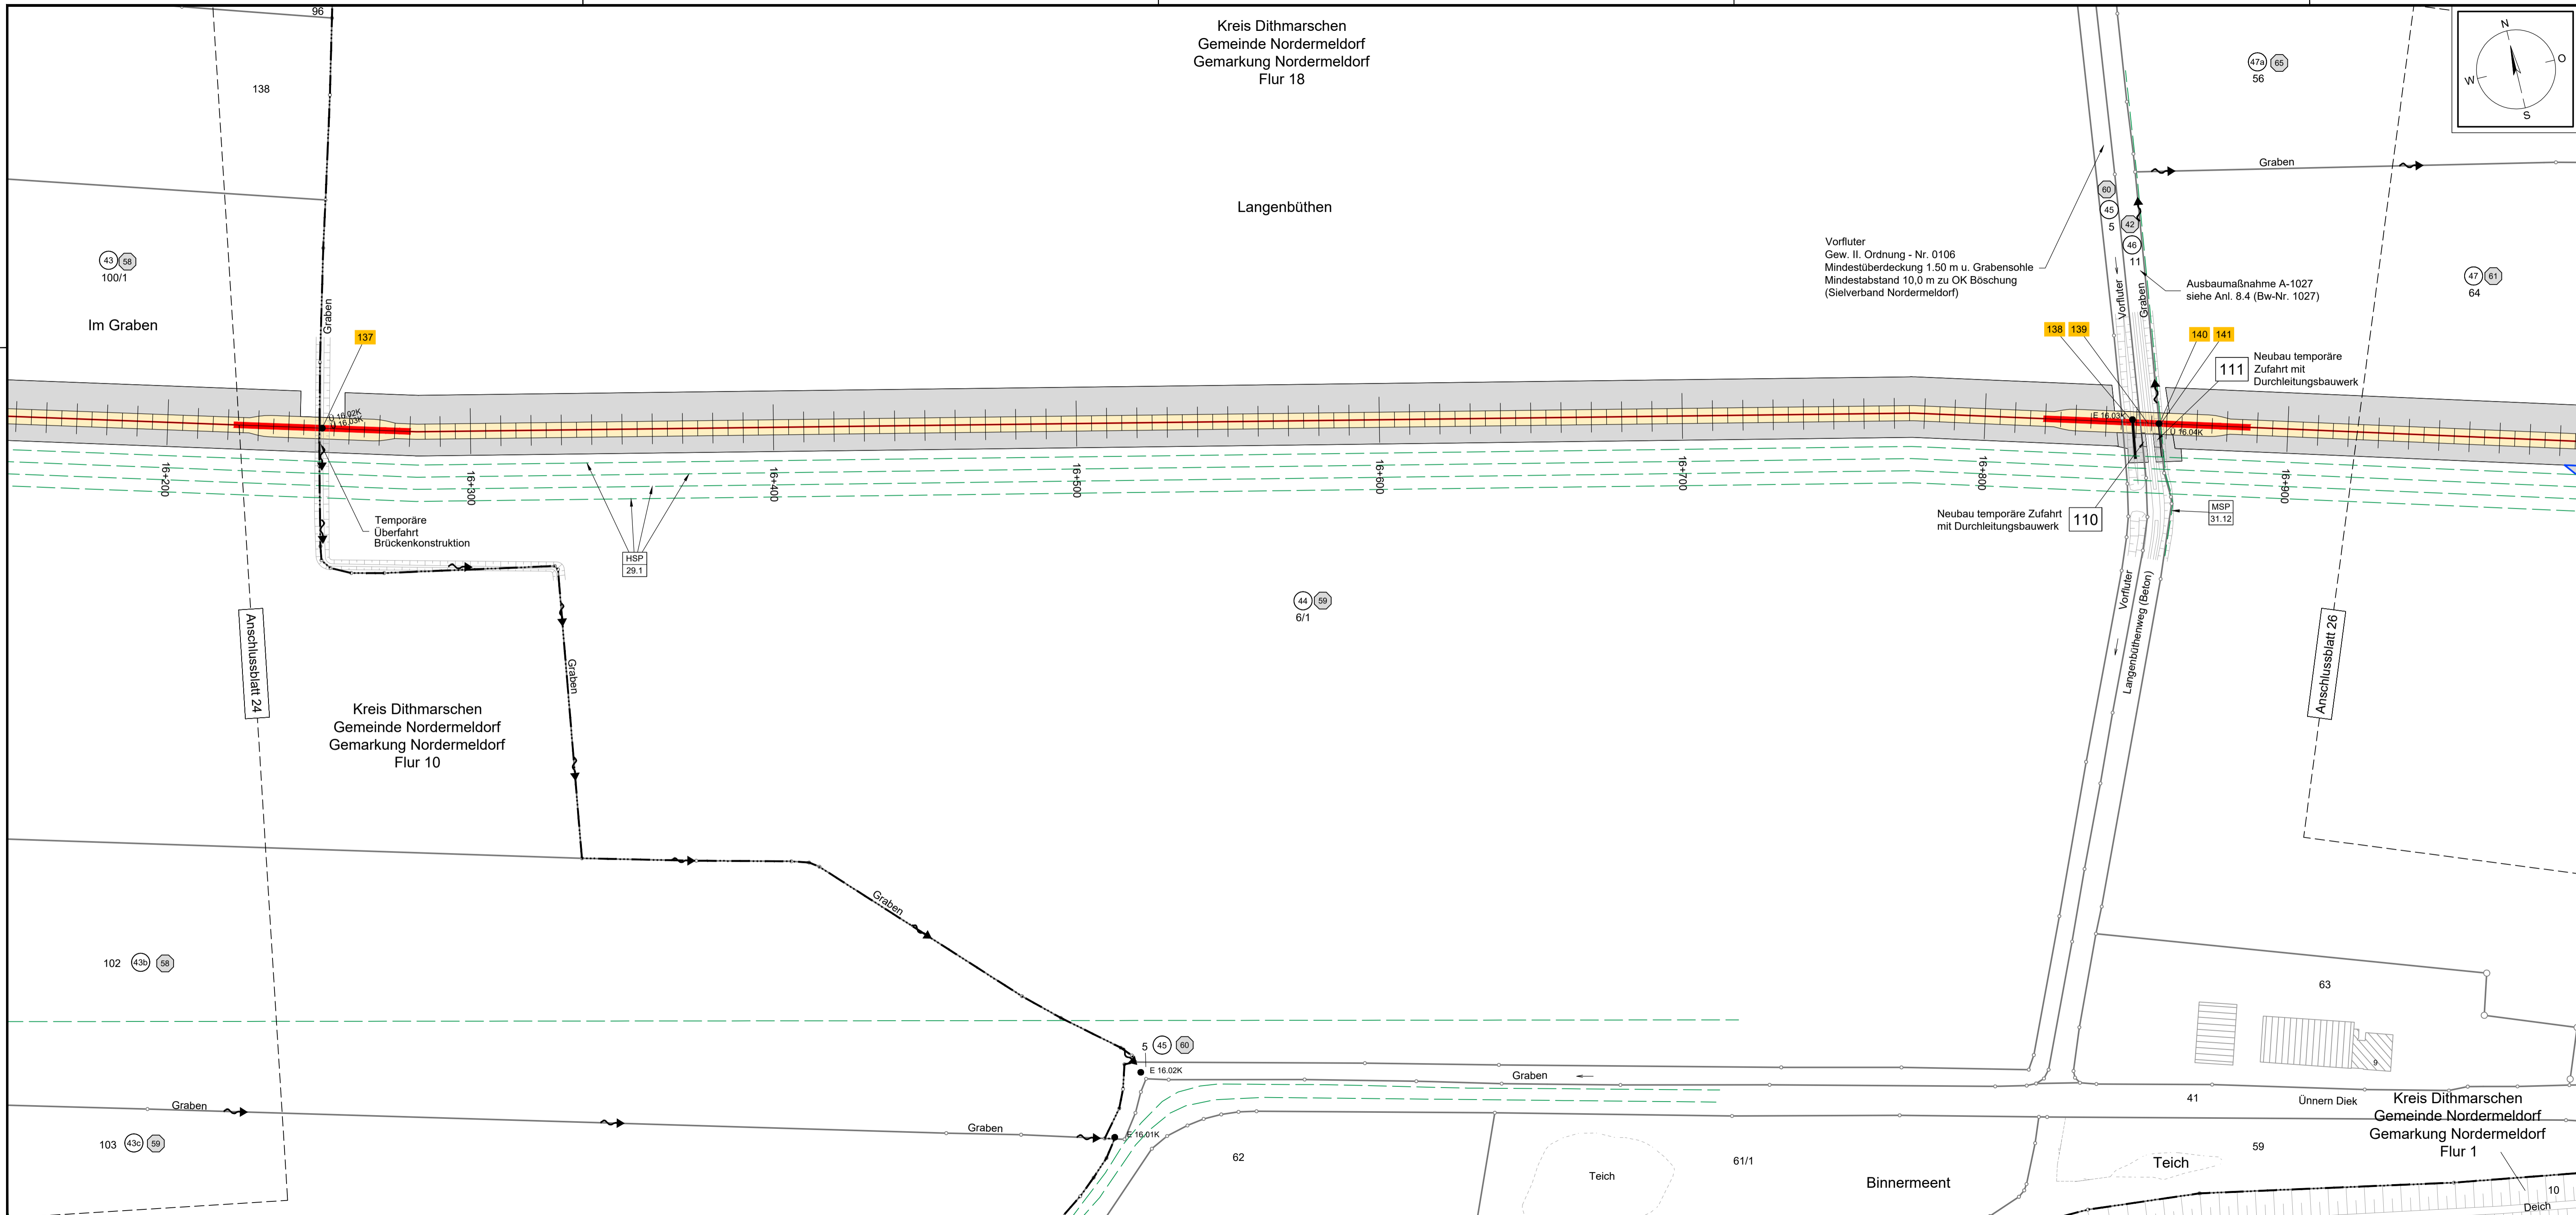 96
Kreis Dithmarschen
Gemeinde Nordermeldorf
Gemarkung Nordermeldorf
Flur 18
N
O
W
S
138
47a 65
56
Graben
Langenbüthen
60
45
5
42
46
11
Vorfluter
Gew. II. Ordnung - Nr. 0106
Mindestüberdeckung 1.50 m u. Grabensohle
Mindestabstand 10,0 m zu OK Böschung
(Sielverband Nordermeldorf)
43 58
100/1
47 61
64
Ausbaumaßnahme A-1027
siehe Anl. 8.4 (Bw-Nr. 1027)
Im Graben
Graben
Vorfluter
Graben
137
138 139
140 141
111
Neubau temporäre
Zufahrt mit
Durchleitungsbauwerk
Ü 16.02K
Ü 16.03K
E 16.03K
Ü 16.04K
16+200
16+300
16+400
16+500
16+600
16+700
16+800
16+900
Temporäre
Überfahrt
Brückenkonstruktion
HSP
29.1
Neubau temporäre Zufahrt
mit Durchleitungsbauwerk
110
MSP
31.12
44 59
6/1
Vorfluter
Langenbüthenweg (Beton)
Anschlussblatt 24
Graben
Anschlussblatt 26
Kreis Dithmarschen
Gemeinde Nordermeldorf
Gemarkung Nordermeldorf
Flur 10
Graben
102 43b 58
63
9
5 45 60
E 16.02K
Graben
Graben
41
Ünnern Diek
Kreis Dithmarschen
Gemeinde Nordermeldorf
Gemarkung Nordermeldorf
Flur 1
103 43c 59
Graben
E 16.01K
62
Teich
61/1
Binnermeent
Teich
59
10
Deich